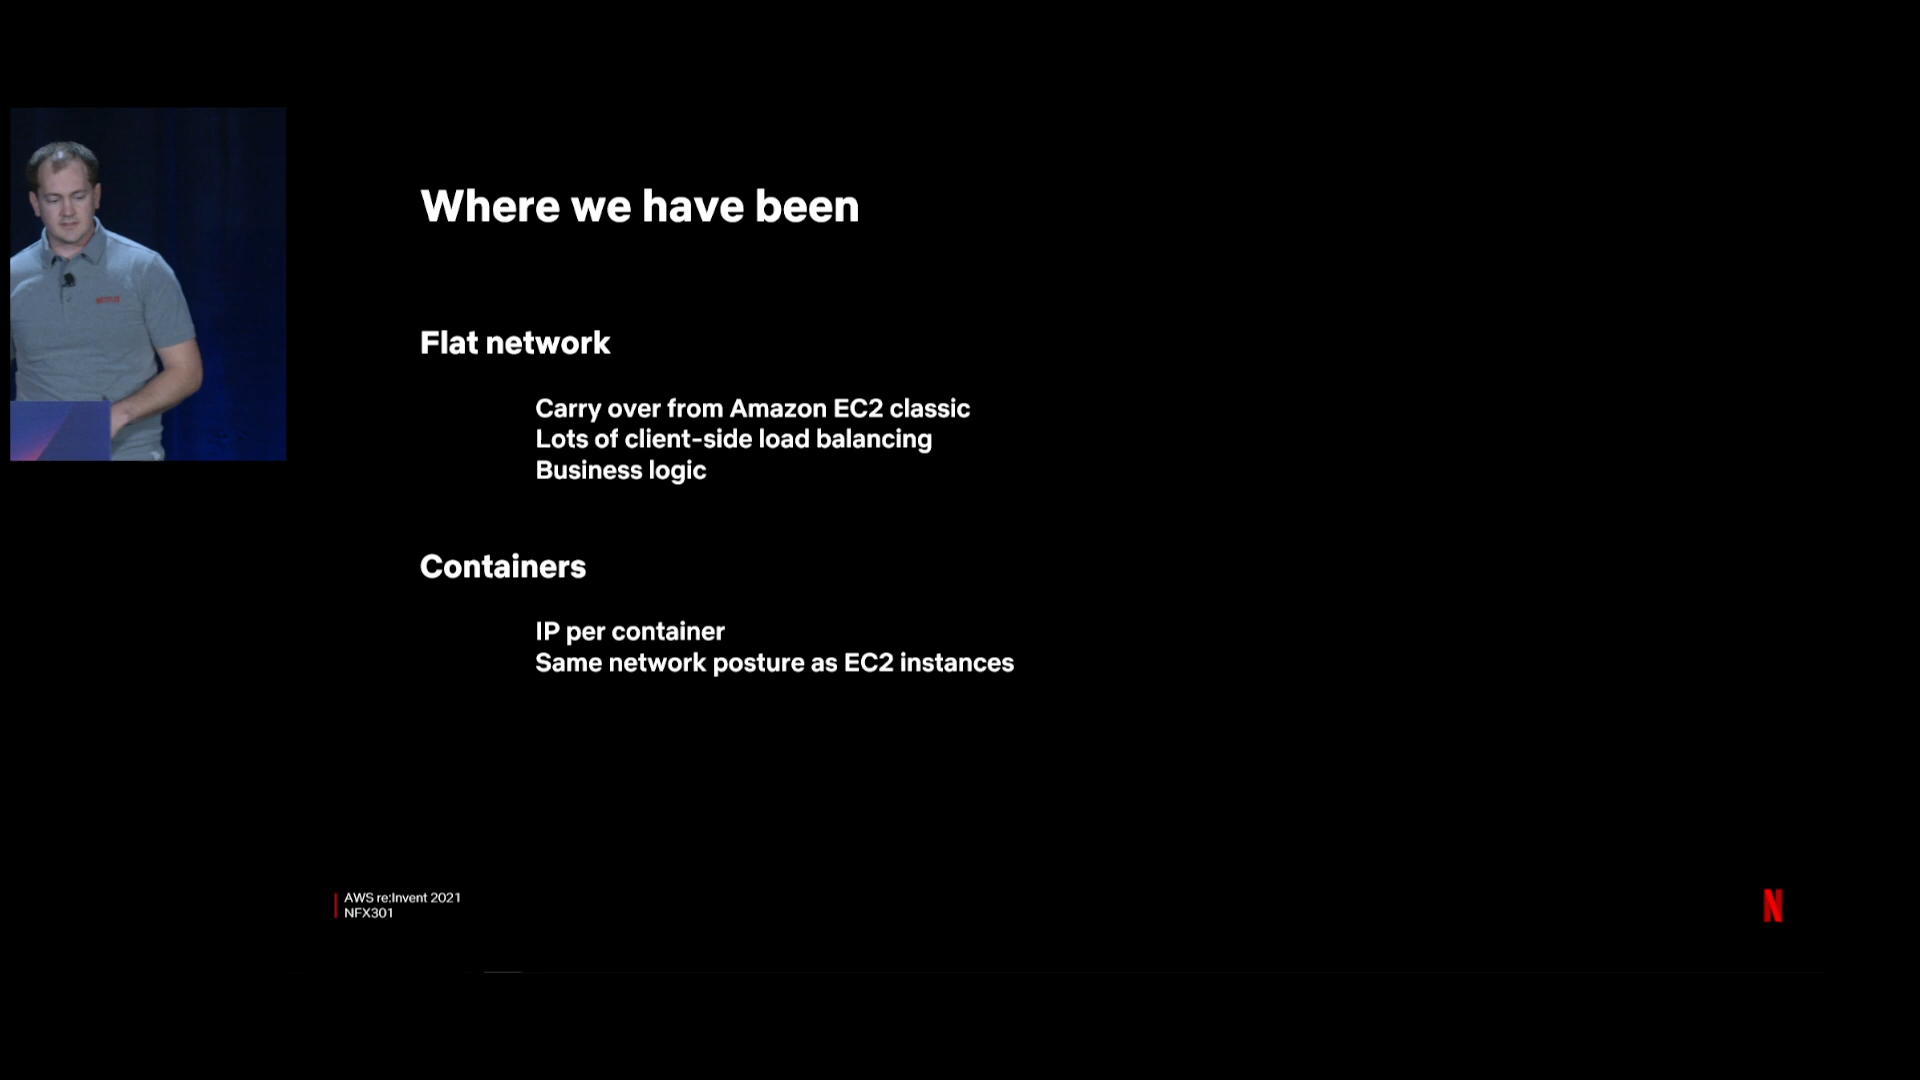 Where we have been
Flat network
Carry over from Amazon EC2 classic
Lots of client-side load balancing
Business logic
Containers
IP per container
Same network posture as EC2 instances
AWS re:Invent 2021
NFX301
N
NETFLIX